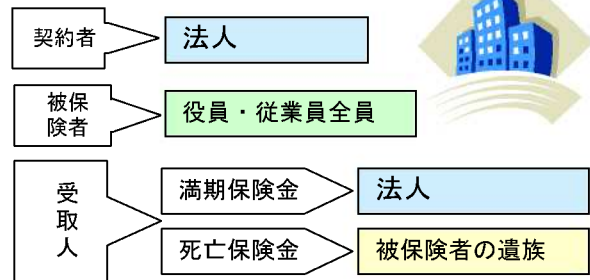 契約者 法人
被保
険者
役員・従業員全員
受
取
人
満期保険金 法人
死亡保険金 被保険者の遺族